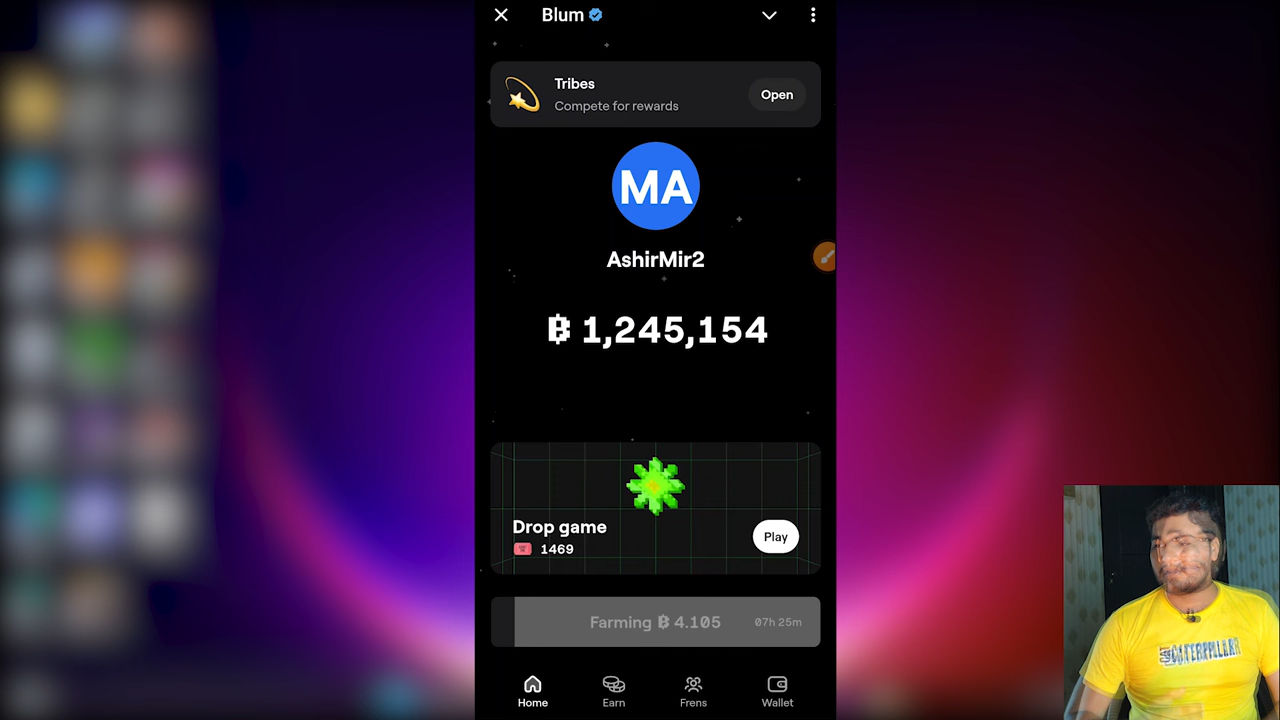 Blum
Tribes
Compete for rewards
Open
MA
AshirMir2
1,245,154
Drop game
1469
Play
Farming ฿ 4.105
07h 25m
Home
Earn
Frens
Wallet
CATERPILLAR